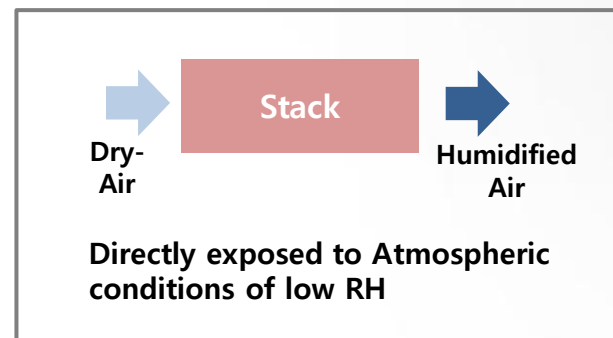 Stack
Dry-
Air
Humidified
Air
Directly exposed to Atmospheric
conditions of low RH